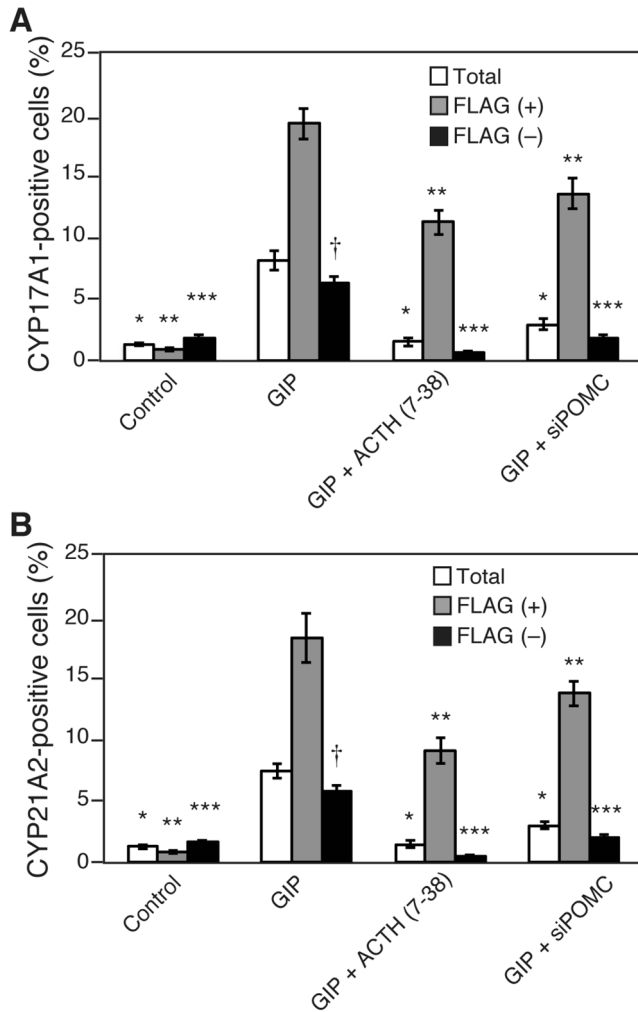 A
CYP17A1-positive cells (%)
25
20
15
10
5
0
Total
FLAG (+)
FLAG (–)
* ** ***
†
* ** ***
* ** ***
Control
GIP
GIP + ACTH (7-38)
GIP + siPOMC
B
CYP21A2-positive cells (%)
25
20
15
10
5
0
Total
FLAG (+)
FLAG (–)
* ** ***
†
* ** ***
* ** ***
Control
GIP
GIP + ACTH (7-38)
GIP + siPOMC